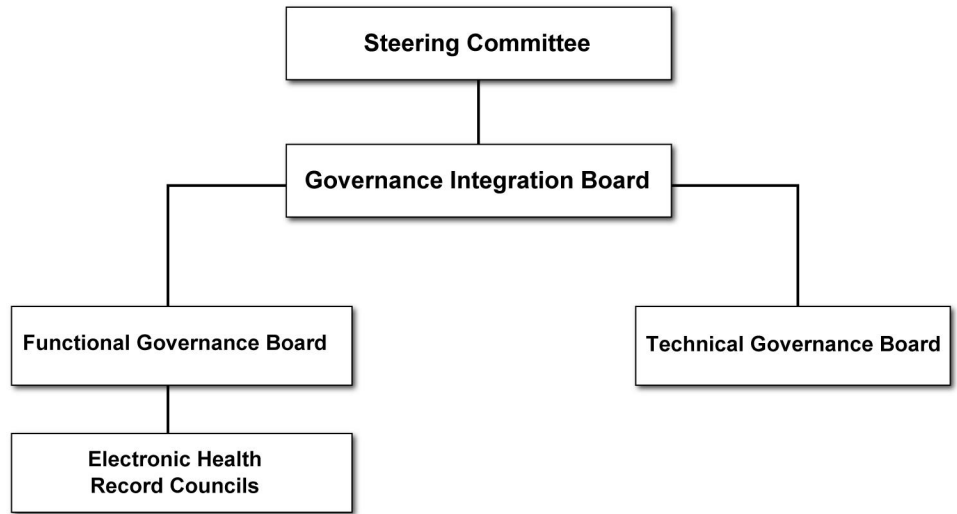 Steering Committee
Governance Integration Board
Functional Governance Board
Technical Governance Board
Electronic Health
Record Councils